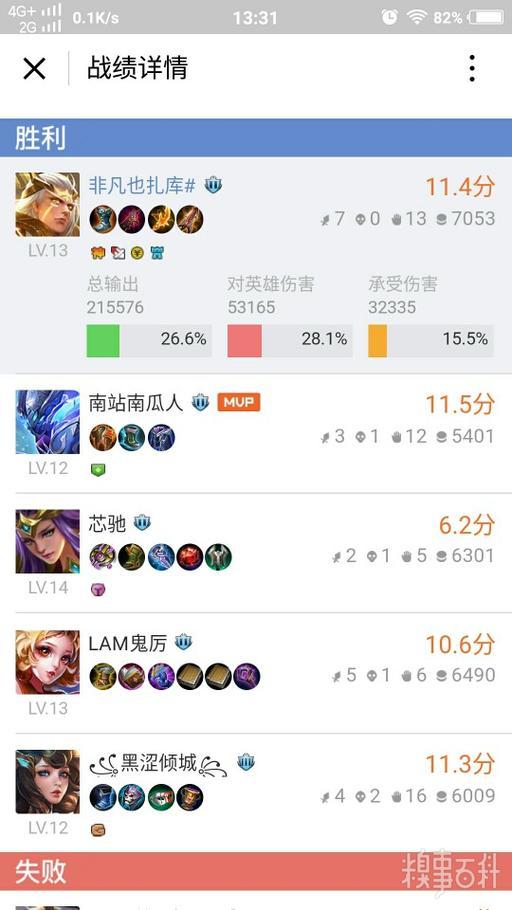 4G+ 2G 0.1K/s 13:31 82%
战绩详情
胜利
非凡也扎库# 11.4分
7 0 13 7053
LV.13
总输出 对英雄伤害 承受伤害
215576 53165 32335
26.6% 28.1% 15.5%
南站南瓜人 MVP 11.5分
3 1 12 5401
LV.12
芯驰 6.2分
2 1 5 6301
LV.14
LAM鬼厉 10.6分
5 1 6 6490
LV.13
黑涩倾城 11.3分
4 2 16 6009
LV.12
失败
糗事百科